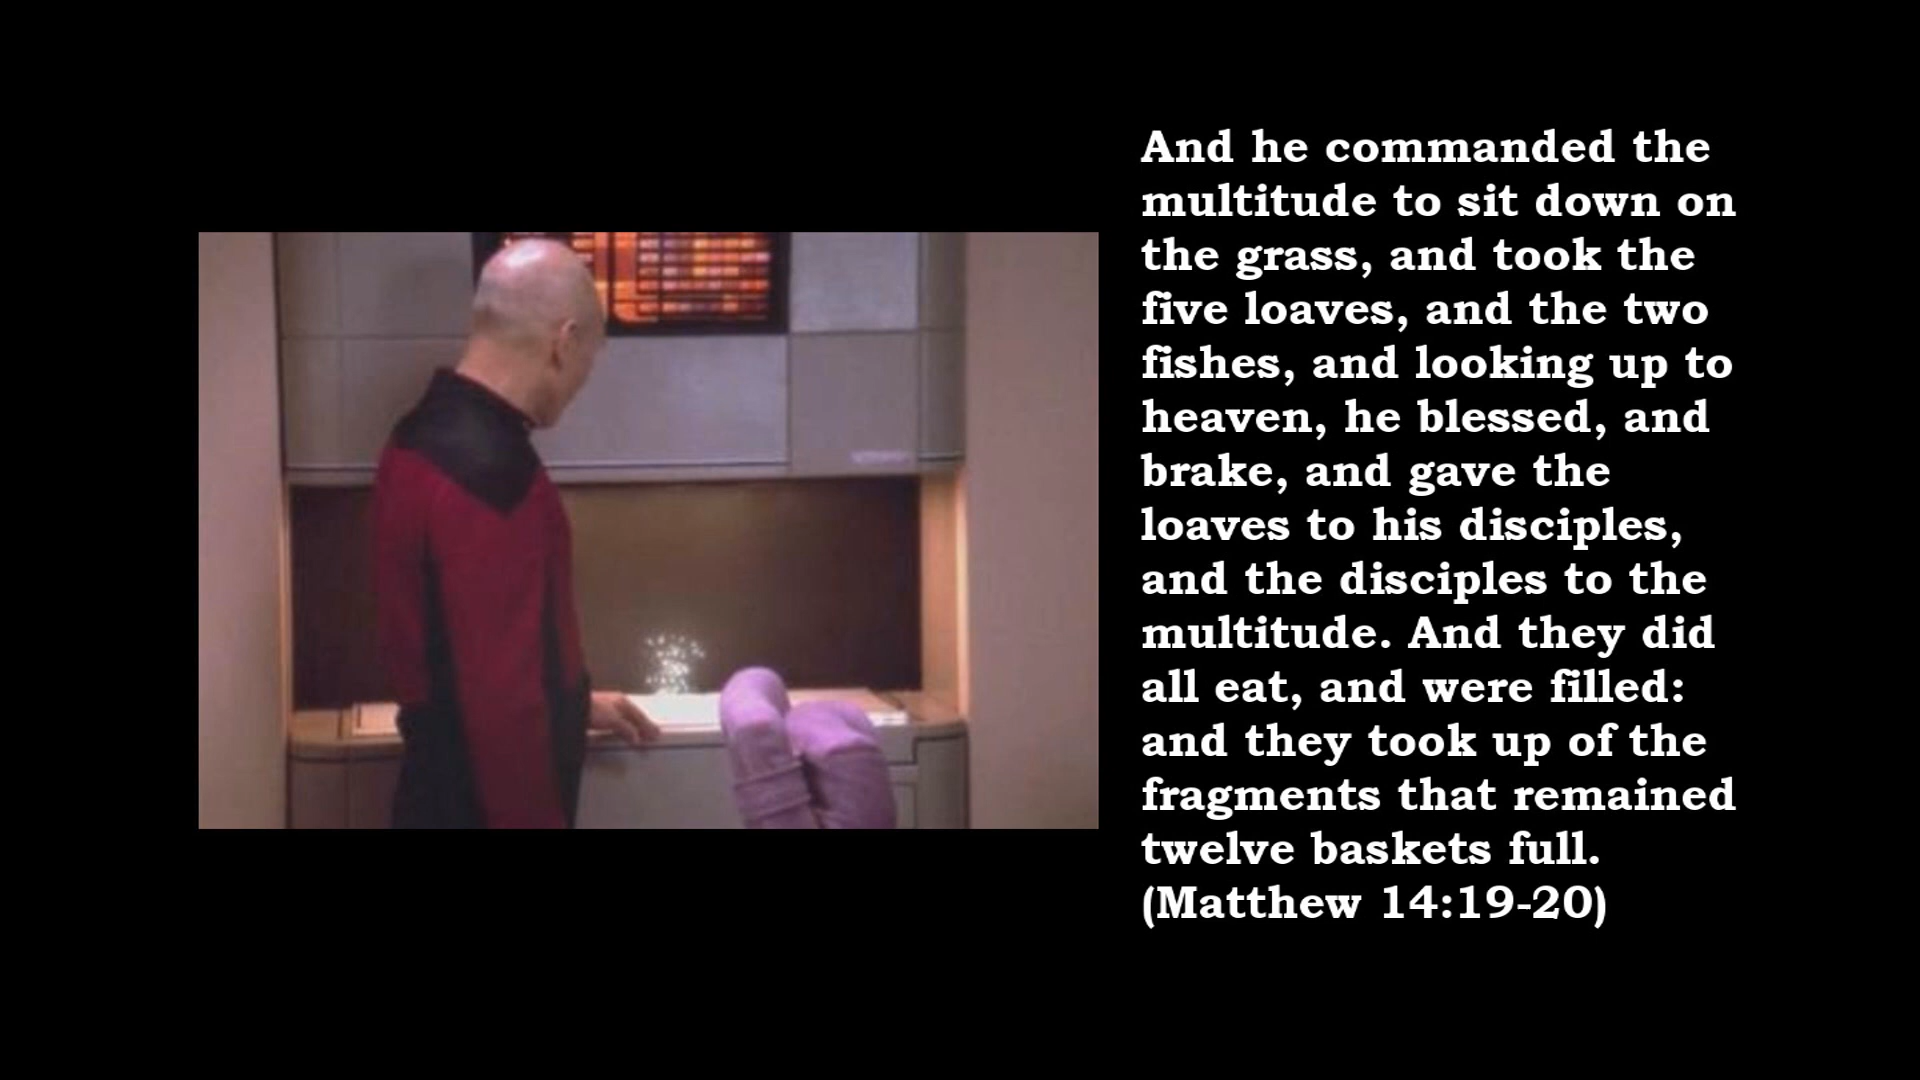 And he commanded the
multitude to sit down on
the grass, and took the
five loaves, and the two
fishes, and looking up to
heaven, he blessed, and
brake, and gave the
loaves to his disciples,
and the disciples to the
multitude. And they did
all eat, and were filled:
and they took up of the
fragments that remained
twelve baskets full.
(Matthew 14:19-20)